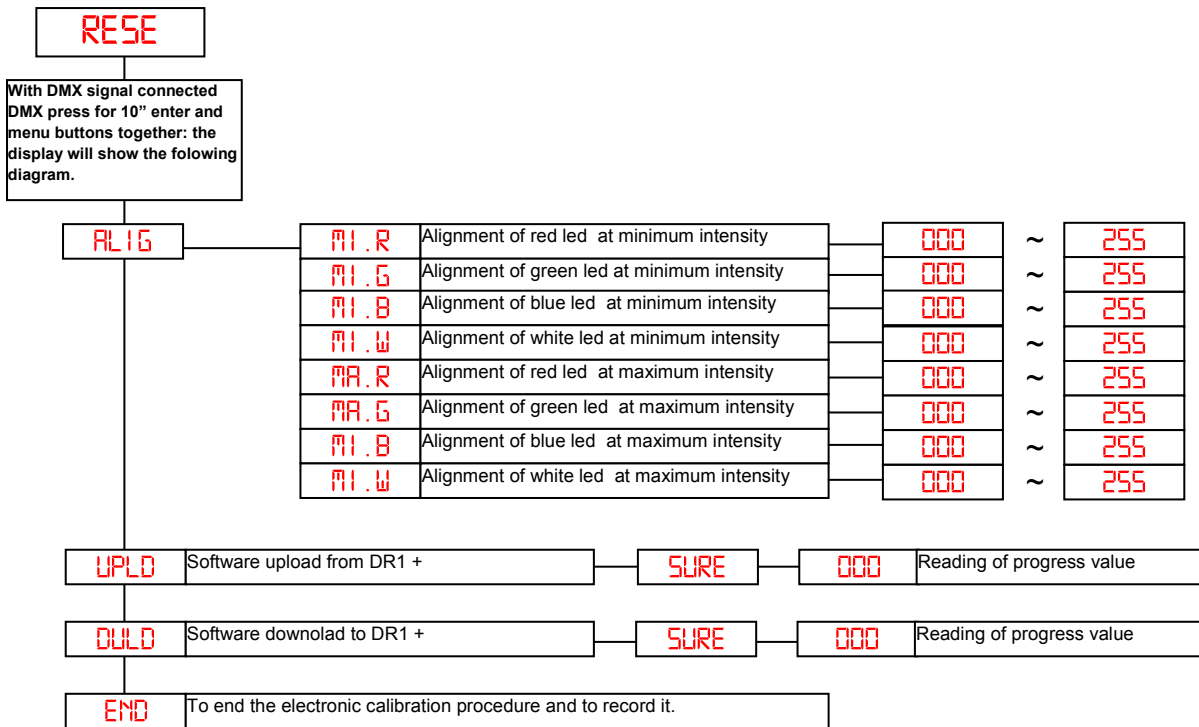 RESE
With DMX signal connected
DMX press for 10” enter and
menu buttons together: the
display will show the folowing
diagram.
ALIG
MI.R Alignment of red led at minimum intensity 000 ~ 255
MI.G Alignment of green led at minimum intensity 000 ~ 255
MI.B Alignment of blue led at minimum intensity 000 ~ 255
MI.W Alignment of white led at minimum intensity 000 ~ 255
MA.R Alignment of red led at maximum intensity 000 ~ 255
MA.G Alignment of green led at maximum intensity 000 ~ 255
MI.B Alignment of blue led at maximum intensity 000 ~ 255
MI.W Alignment of white led at maximum intensity 000 ~ 255
UPLD Software upload from DR1 + SURE 000 Reading of progress value
DULD Software downolad to DR1 + SURE 000 Reading of progress value
END To end the electronic calibration procedure and to record it.